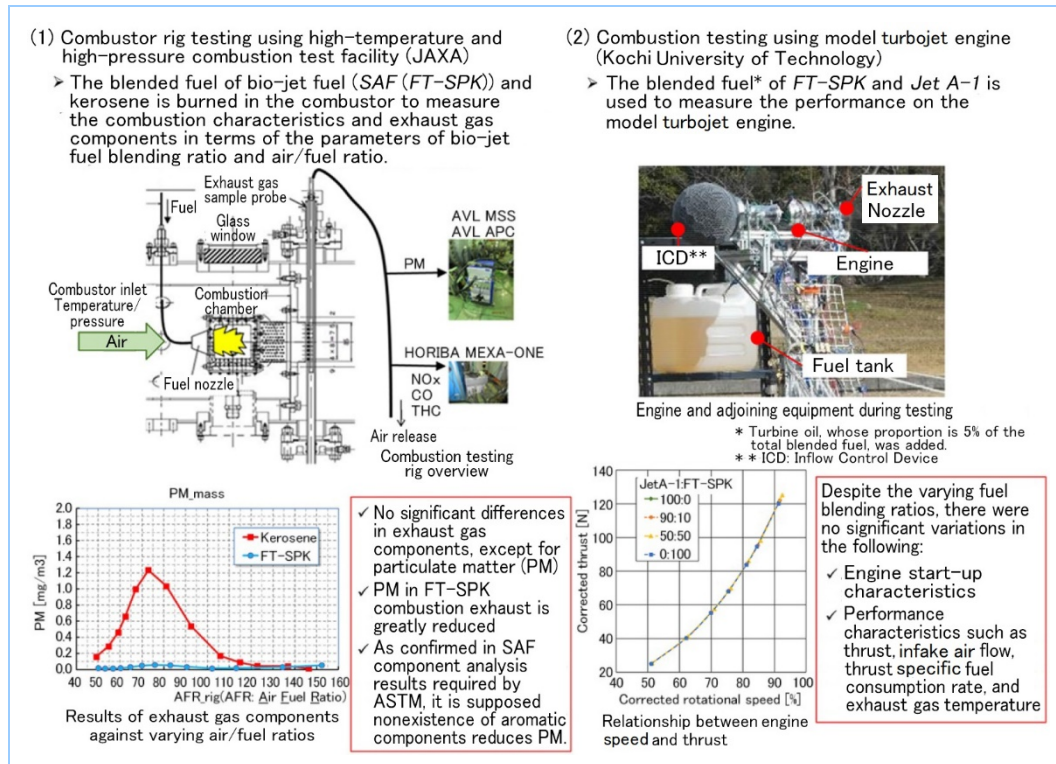 (1) Combustor rig testing using high-temperature and
high-pressure combustion test facility (JAXA)
➤ The blended fuel of bio-jet fuel (SAF (FT-SPK)) and
kerosene is burned in the combustor to measure
the combustion characteristics and exhaust gas
components in terms of the parameters of bio-jet
fuel blending ratio and air/fuel ratio.
Exhaust gas
sample probe
Fuel
Glass
window
AVL MSS
AVL APC
PM
Combustor inlet
Temperature/
pressure
Combustion
chamber
Air
Fuel nozzle
HORIBA MEXA-ONE
NOx
CO
THC
Air release
Combustion testing
rig overview
PM_mass
2.0
1.8
1.6
1.4
1.2
1.0
0.8
0.6
0.4
0.2
0.0
PM [mg/m3]
Kerosene
FT-SPK
40 50 60 70 80 90 100 110 120 130 140 150 160
AFR_rig(AFR: Air Fuel Ratio)
Results of exhaust gas components
against varying air/fuel ratios
✓ No significant differences
in exhaust gas
components, except for
particulate matter (PM)
✓ PM in FT-SPK
combustion exhaust is
greatly reduced
✓ As confirmed in SAF
component analysis
results required by
ASTM, it is supposed
nonexistence of aromatic
components reduces PM.
(2) Combustion testing using model turbojet engine
(Kochi University of Technology)
➤ The blended fuel* of FT-SPK and Jet A-1 is
used to measure the performance on the
model turbojet engine.
Exhaust
Nozzle
ICD**
Engine
Fuel tank
Engine and adjoining equipment during testing
* Turbine oil, whose proportion is 5% of the
total blended fuel, was added.
* * ICD: Inflow Control Device
140
120
100
80
60
40
20
Corrected thrust [N]
JetA-1:FT-SPK
100:0
90:10
50:50
0:100
40 50 60 70 80 90 100
Corrected rotational speed [%]
Relationship between engine
speed and thrust
Despite the varying fuel
blending ratios, there were
no significant variations in
the following:
✓ Engine start-up
characteristics
✓ Performance
characteristics such as
thrust, infake air flow,
thrust specific fuel
consumption rate, and
exhaust gas temperature